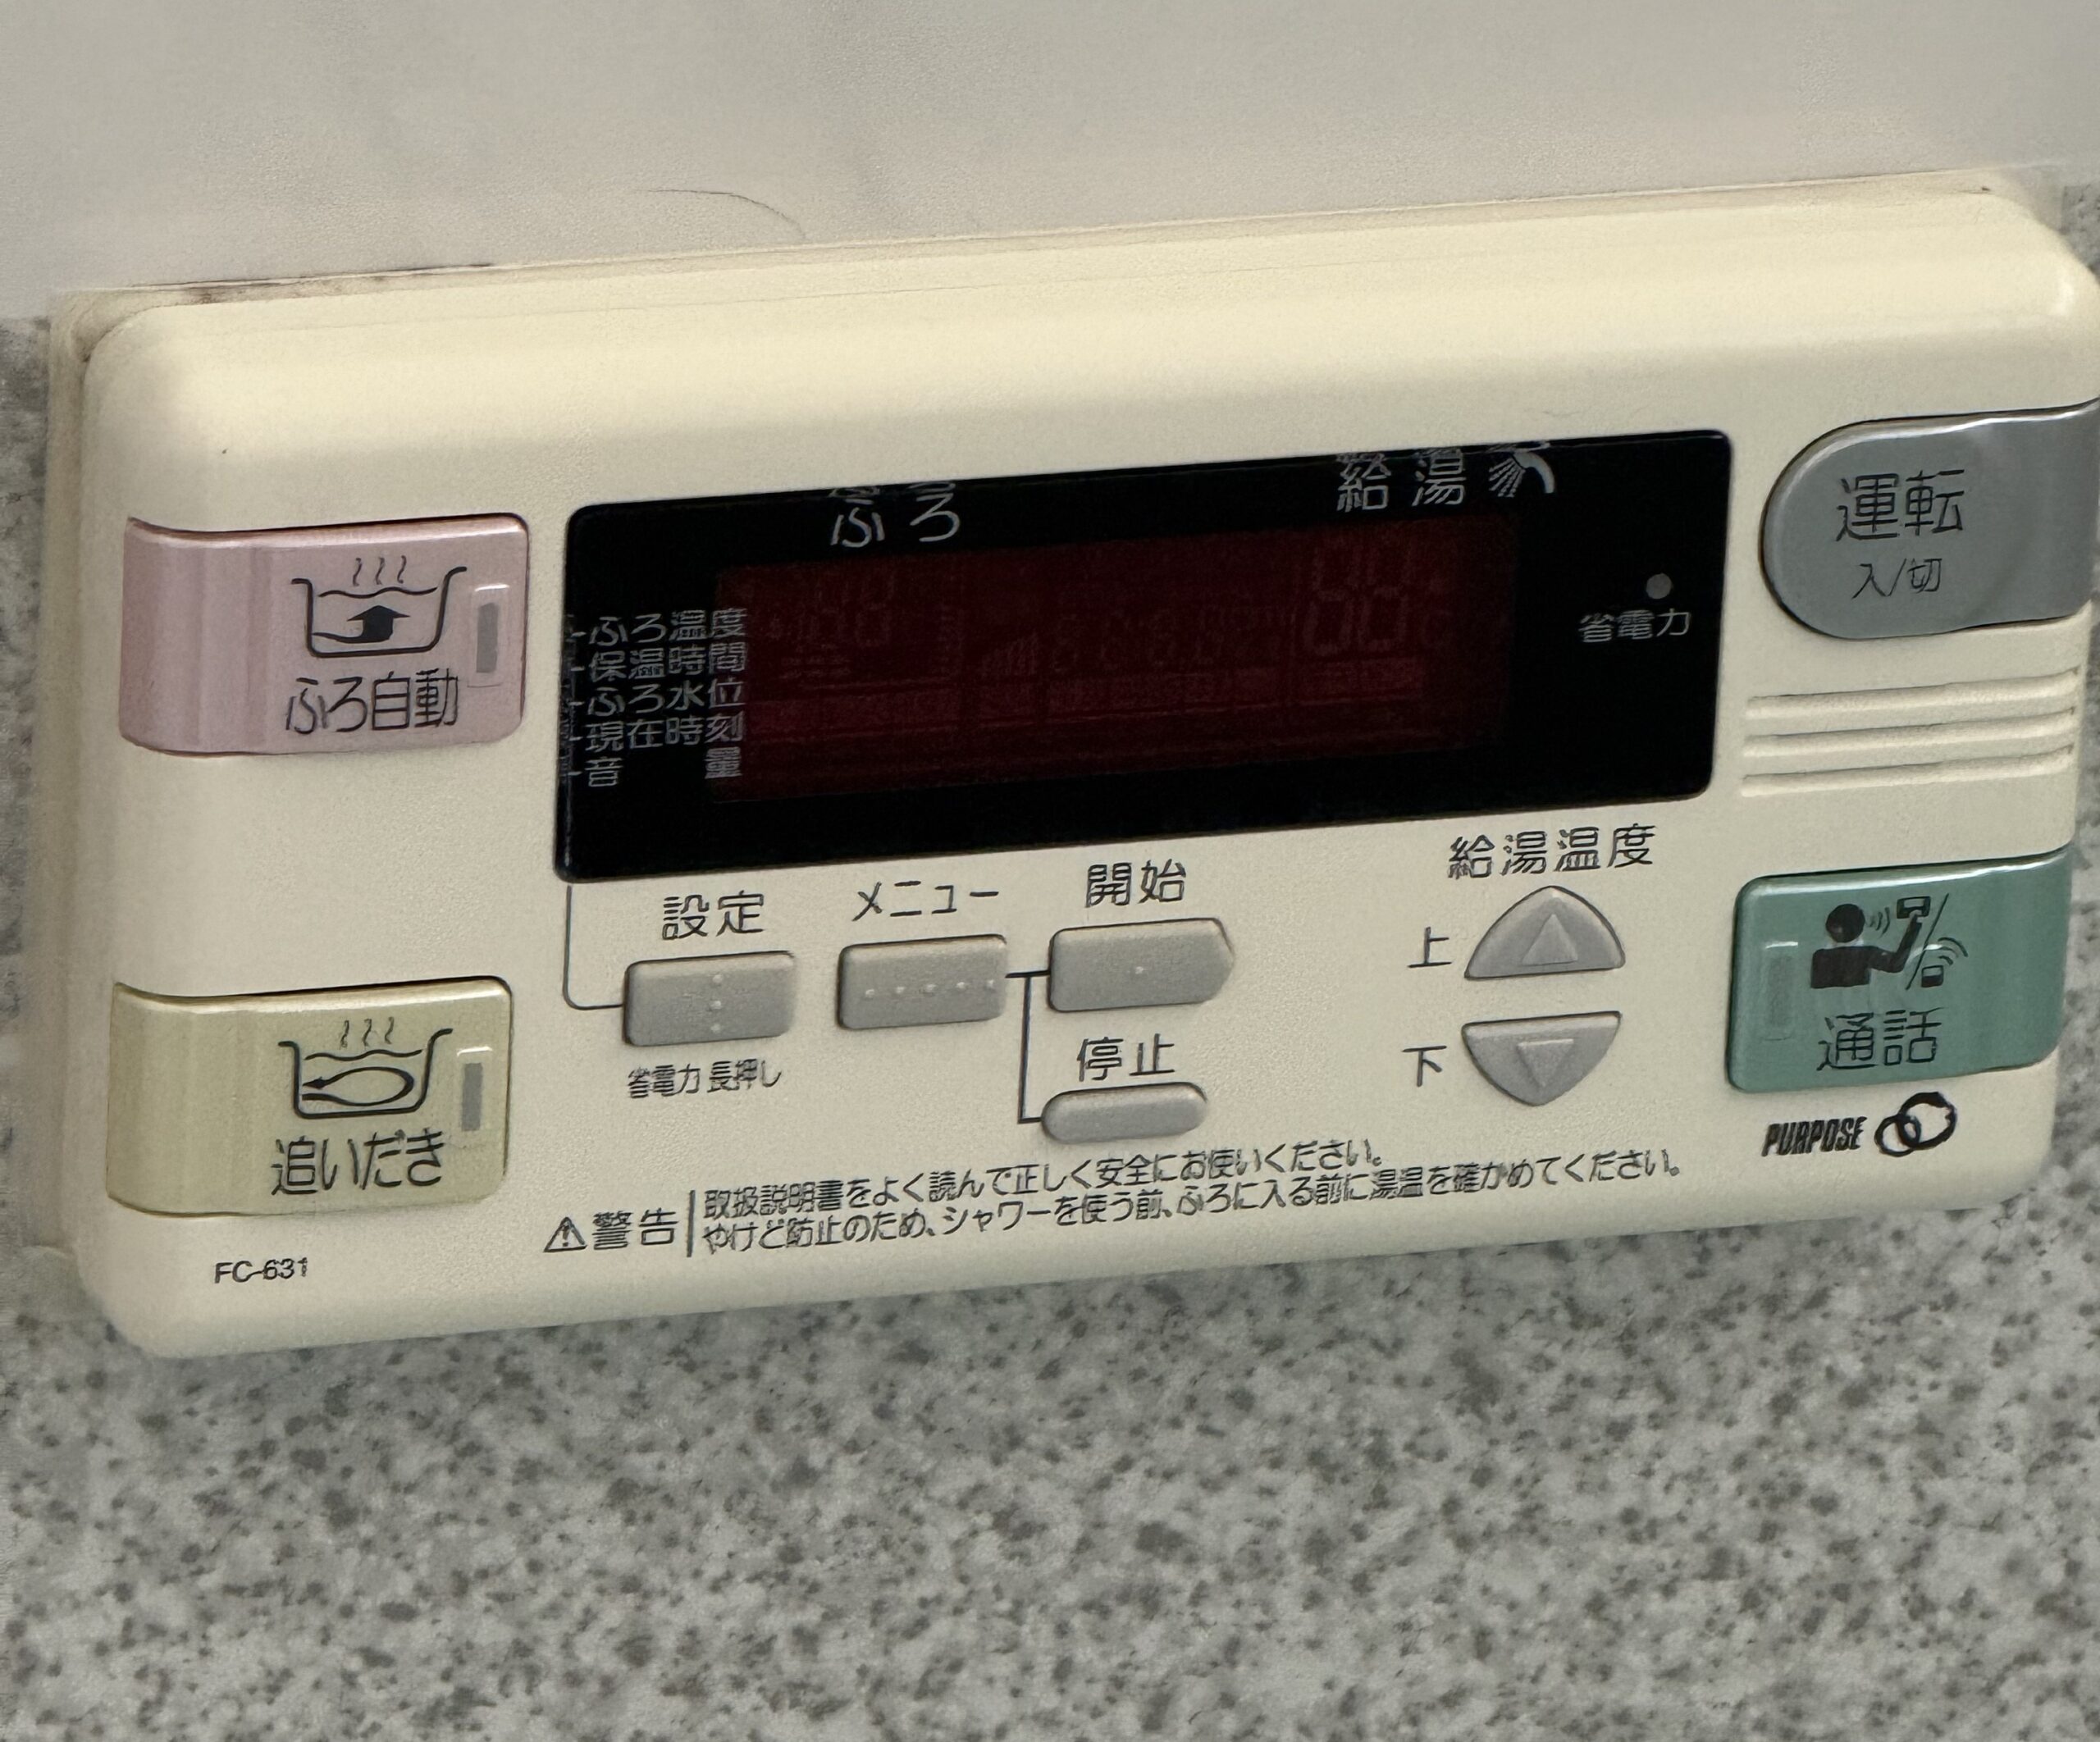 ふろ
給湯
運転
入/切
省電力
ふろ自動
ふろ温度
保温時間
ふろ水位
現在時刻
音量
設定
メニュー
開始
給湯温度
上
下
停止
省電力 長押し
通話
追いだき
PURPOSE
警告
取扱説明書をよく読んで正しく安全にお使いください。
やけど防止のため、シャワーを使う前、ふろに入る前に湯温を確かめてください。
FC-631